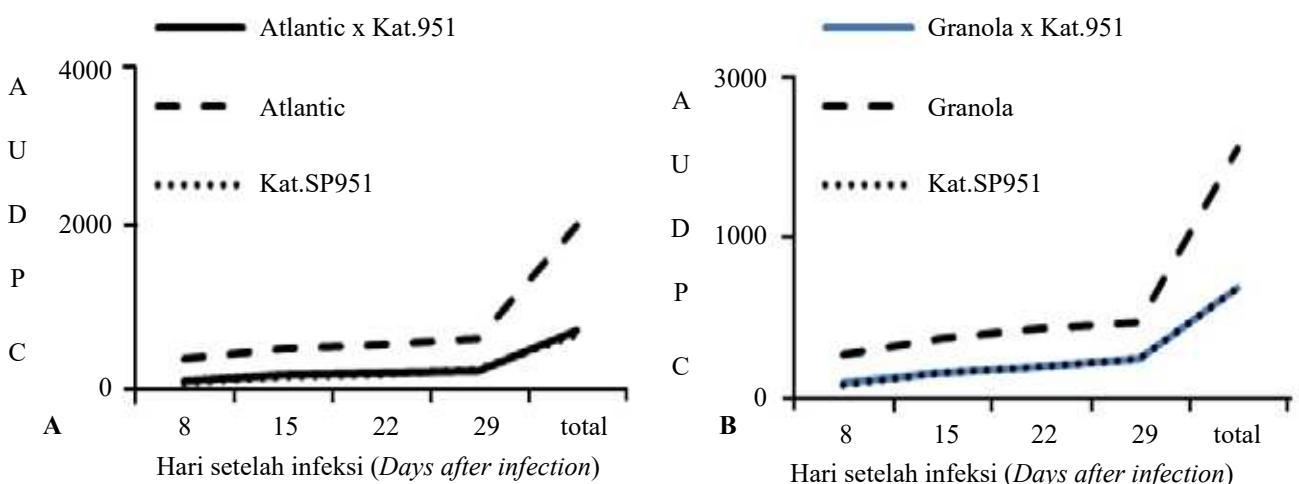 Atlantic x Kat.951
4000
Atlantic
Kat.SP951
2000
0
A
U
D
P
C
A
8
15
22
29
total
Hari setelah infeksi (Days after infection)
Granola x Kat.951
3000
Granola
Kat.SP951
1000
0
A
U
D
P
C
B
8
15
22
29
total
Hari setelah infeksi (Days after infection)